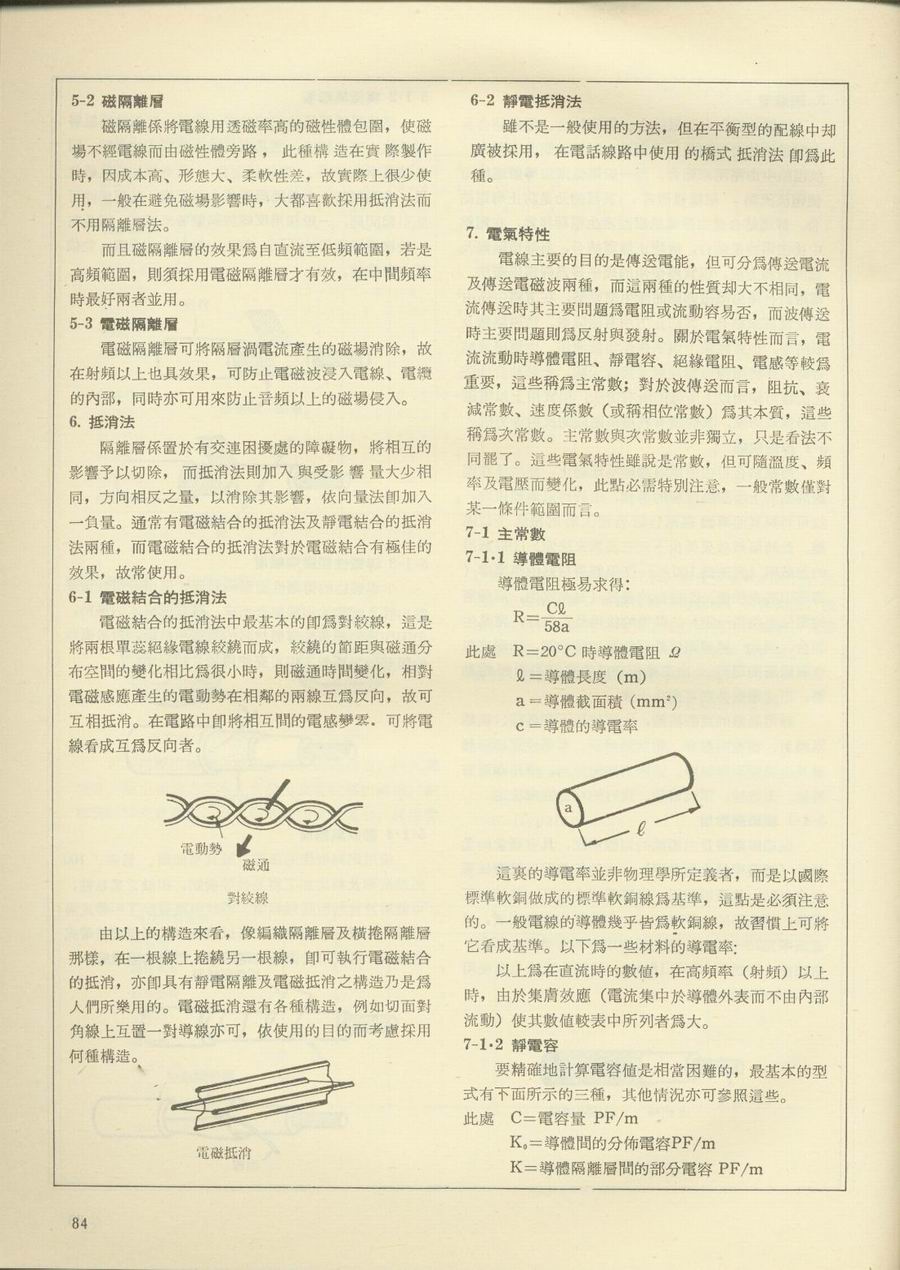 5-2 磁隔離層
磁隔離係將電線用透磁率高的磁性體包圍，使磁
場不經電線而由磁性體旁路，此種構造在實際製作
時，因成本高、形態大、柔軟性差，故實際上很少使
用，一般在避免磁場影響時，大都喜歡採用抵消法而
不用隔離層法。
而且磁隔離層的效果爲自直流至低頻範圍，若是
高頻範圍，則須採用電磁隔離層才有效，在中間頻率
時最好兩者並用。
5-3 電磁隔離層
電磁隔離層可將隔層渦電流產生的磁場消除，故
在射頻以上也具效果，可防止電磁波浸入電線、電纜
的內部，同時亦可用來防止音頻以上的磁場侵入。
6. 抵消法
隔離層係置於有交連困擾處的障礙物，將相互的
影響予以切除，而抵消法則加入與受影響量大少相
同，方向相反之量，以消除其影響，依向量法卽加入
一負量。通常有電磁結合的抵消法及靜電結合的抵消
法兩種，而電磁結合的抵消法對於電磁結合有極佳的
效果，故常使用。
6-1 電磁結合的抵消法
電磁結合的抵消法中最基本的卽爲對絞線，這是
將兩根單蕊絕緣電線絞繞而成，絞繞的節距與磁通分
布空間的變化相比爲很小時，則磁通時間變化，相對
電磁感應產生的電動勢在相鄰的兩線互爲反向，故可
互相抵消。在電路中卽將相互間的電感變零。可將電
線看成互爲反向者。
電動勢
磁通
對絞線
由以上的構造來看，像編織隔離層及橫捲隔離層
那樣，在一根線上捲繞另一根線，卽可執行電磁結合
的抵消，亦卽具有靜電隔離及電磁抵消之構造乃是爲
人們所樂用的。電磁抵消還有各種構造，例如切面對
角線上互置一對導線亦可，依使用的目的而考慮採用
何種構造。
電磁抵消
6-2 靜電抵消法
雖不是一般使用的方法，但在平衡型的配線中却
廣被採用，在電話線路中使用的橋式抵消法卽爲此
種。
7. 電氣特性
電線主要的目的是傳送電能，但可分爲傳送電流
及傳送電磁波兩種，而這兩種的性質却大不相同，電
流傳送時其主要問題爲電阻或流動容易否，而波傳送
時主要問題則爲反射與發射。關於電氣特性而言，電
流流動時導體電阻、靜電容、絕緣電阻、電感等較爲
重要，這些稱爲主常數；對於波傳送而言，阻抗、衰
減常數、速度係數（或稱相位常數）爲其本質，這些
稱爲次常數。主常數與次常數並非獨立，只是看法不
同罷了。這些電氣特性雖說是常數，但可隨溫度、頻
率及電壓而變化，此點必需特別注意，一般常數僅對
某一條件範圍而言。
7-1 主常數
7-1·1 導體電阻
導體電阻極易求得：
R=Cℓ/58a
此處 R=20°C 時導體電阻 Ω
ℓ=導體長度 (m)
a=導體截面積 (mm²)
c=導體的導電率
a
ℓ
這裏的導電率並非物理學所定義者，而是以國際
標準軟銅做成的標準軟銅線爲基準，這點是必須注意
的。一般電線的導體幾乎皆爲軟銅線，故習慣上可將
它看成基準。以下爲一些材料的導電率：
以上爲在直流時的數值，在高頻率（射頻）以上
時，由於集膚效應（電流集中於導體外表而不由內部
流動）使其數值較表中所列者爲大。
7-1·2 靜電容
要精確地計算電容値是相當困難的，最基本的型
式有下面所示的三種，其他情況亦可參照這些。
此處 C=電容量 PF/m
K₀=導體間的分佈電容PF/m
K=導體隔離層間的部分電容 PF/m
84